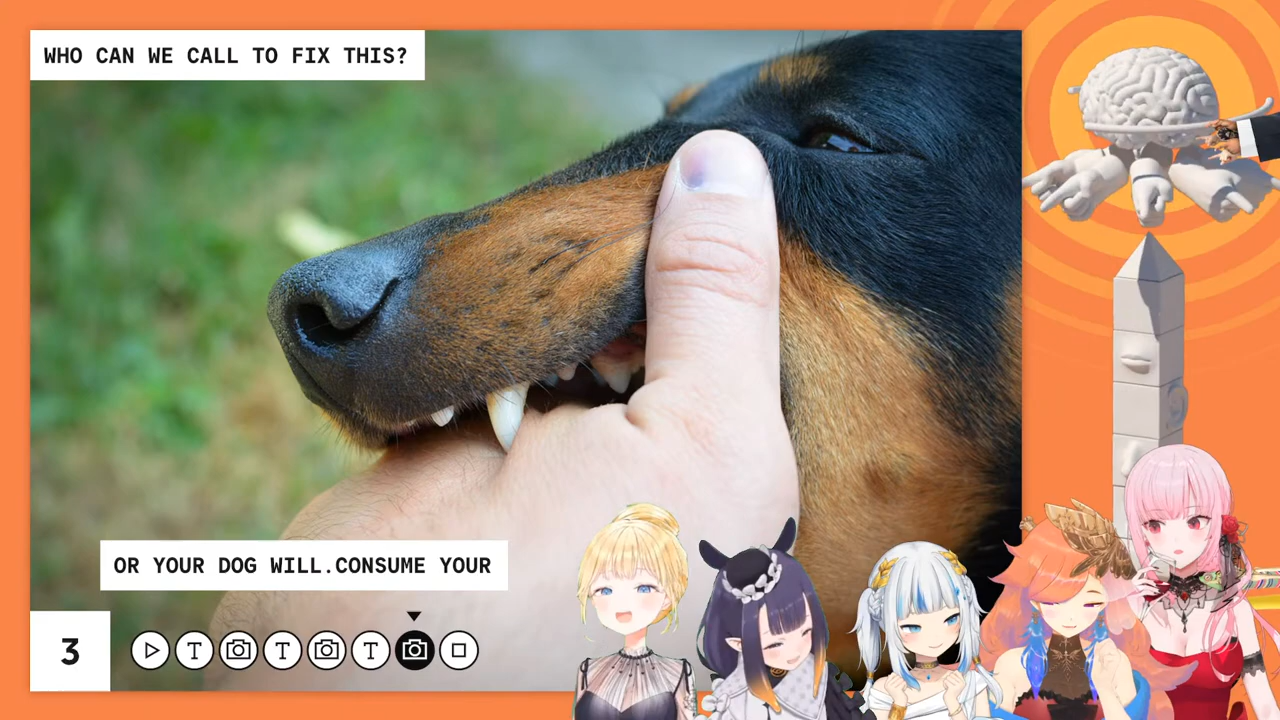 WHO CAN WE CALL TO FIX THIS?
OR YOUR DOG WILL.CONSUME YOUR
3
T T T